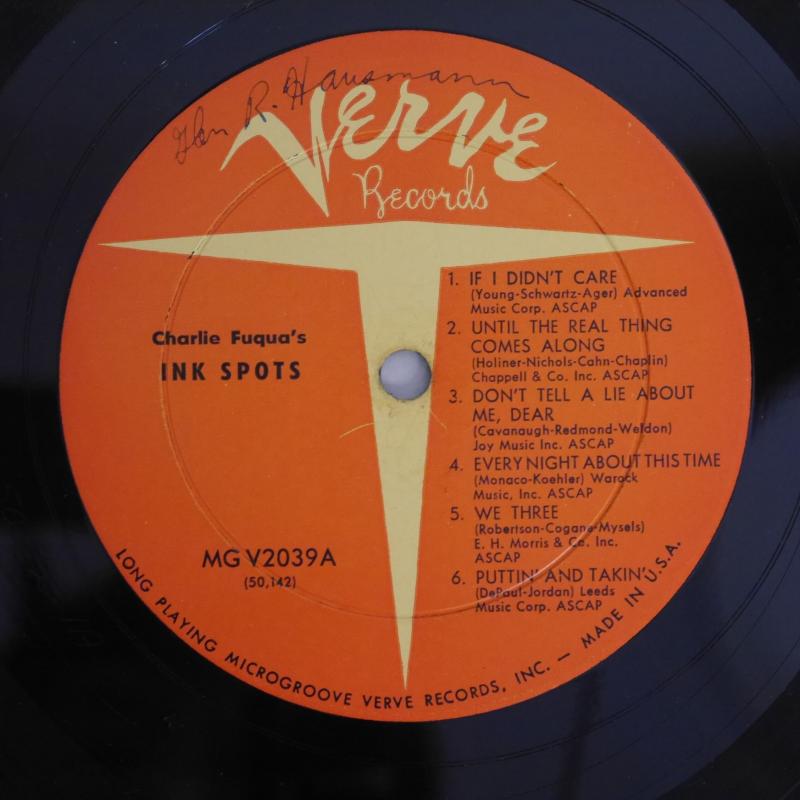 Glen R. Hausmann
Verve
Records
Charlie Fuqua's
INK SPOTS
1. IF I DIDN'T CARE
(Young-Schwartz-Ager) Advanced
Music Corp. ASCAP
2. UNTIL THE REAL THING
COMES ALONG
(Holiner-Nichols-Cahn-Chaplin)
Chappell & Co. Inc. ASCAP
3. DON'T TELL A LIE ABOUT
ME, DEAR
(Cavanaugh-Redmond-Weldon)
Joy Music Inc. ASCAP
4. EVERY NIGHT ABOUT THIS TIME
(Monaco-Koehler) Warock
Music, Inc. ASCAP
5. WE THREE
(Robertson-Cogane-Mysels)
E. H. Morris & Co. Inc.
ASCAP
6. PUTTIN' AND TAKIN'
(DePaul-Jordan) Leeds
Music Corp. ASCAP
MG V2039A
(50,142)
LONG PLAYING MICROGROOVE VERVE RECORDS, INC. — MADE IN U.S.A.